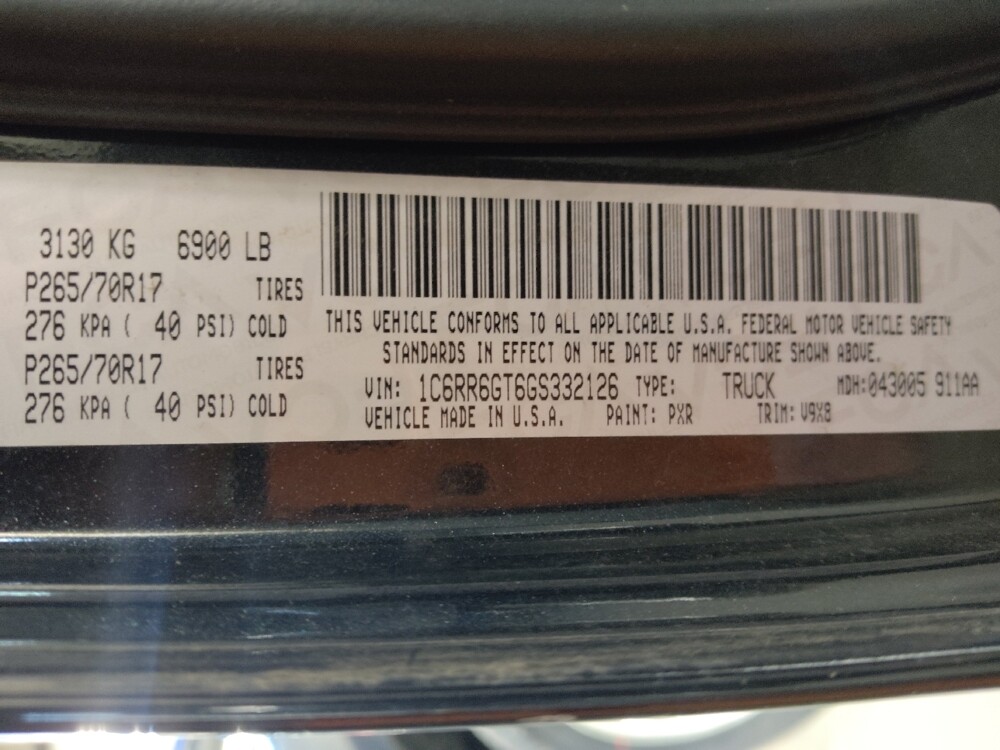 3130 KG 6900 LB
P265/70R17 TIRES
276 KPA ( 40 PSI) COLD
P265/70R17 TIRES
276 KPA ( 40 PSI) COLD
THIS VEHICLE CONFORMS TO ALL APPLICABLE U.S.A. FEDERAL MOTOR VEHICLE SAFETY
STANDARDS IN EFFECT ON THE DATE OF MANUFACTURE SHOWN ABOVE.
VIN: 1C6RR6GT6GS332126 TYPE: TRUCK MDH:043005 911AA
VEHICLE MADE IN U.S.A. PAINT: PXR TRIM: V9X8